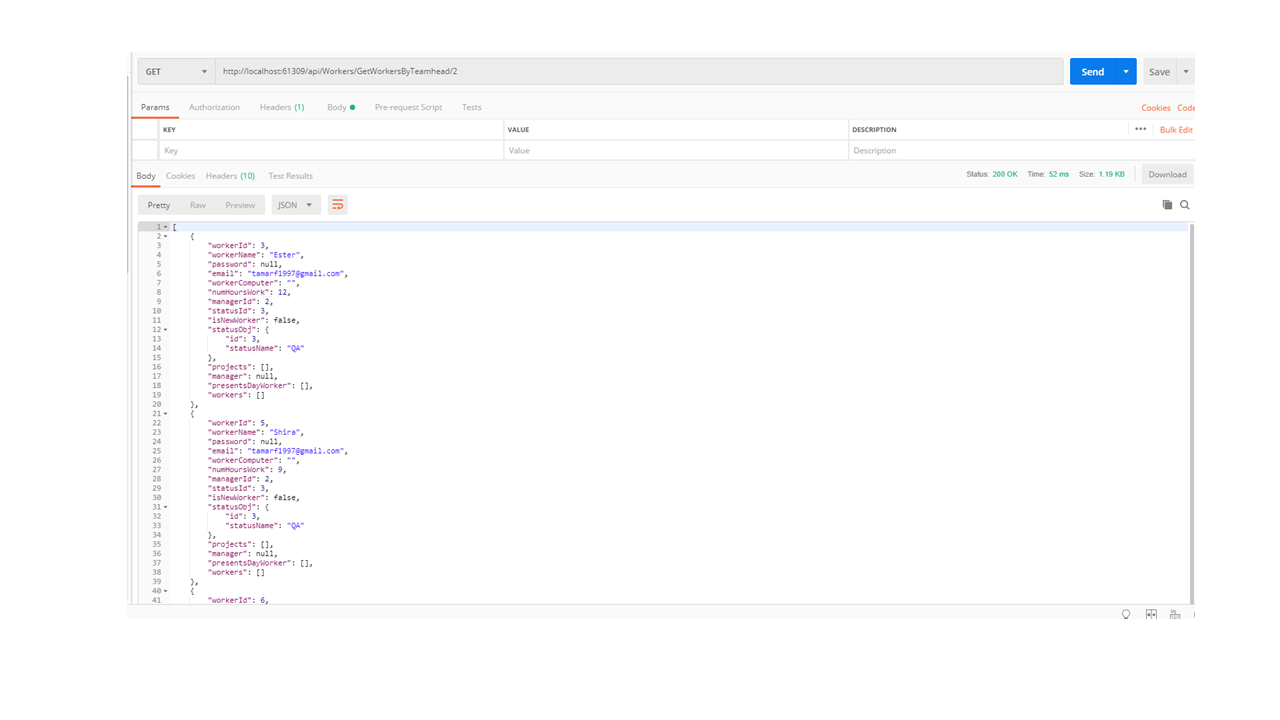 GET http://localhost:61309/api/Workers/GetWorkersByTeamhead/2 Send Save
Params Authorization Headers (1) Body Pre-request Script Tests Cookies Code
KEY VALUE DESCRIPTION ••• Bulk Edit
Key Value Description
Body Cookies Headers (10) Test Results Status: 200 OK Time: 52 ms Size: 1.19 KB Download
Pretty Raw Preview JSON
1 [
2 {
3 "workerId": 3,
4 "workerName": "Ester",
5 "password": null,
6 "email": "tamarf1997@gmail.com",
7 "workerComputer": "",
8 "numHoursWork": 12,
9 "managerId": 2,
10 "statusId": 3,
11 "isNewWorker": false,
12 "statusObj": {
13 "id": 3,
14 "statusName": "QA"
15 },
16 "projects": [],
17 "manager": null,
18 "presentsDayWorker": [],
19 "workers": []
20 },
21 {
22 "workerId": 5,
23 "workerName": "Shira",
24 "password": null,
25 "email": "tamarf1997@gmail.com",
26 "workerComputer": "",
27 "numHoursWork": 9,
28 "managerId": 2,
29 "statusId": 3,
30 "isNewWorker": false,
31 "statusObj": {
32 "id": 3,
33 "statusName": "QA"
34 },
35 "projects": [],
36 "manager": null,
37 "presentsDayWorker": [],
38 "workers": []
39 },
40 {
41 "workerId": 6,